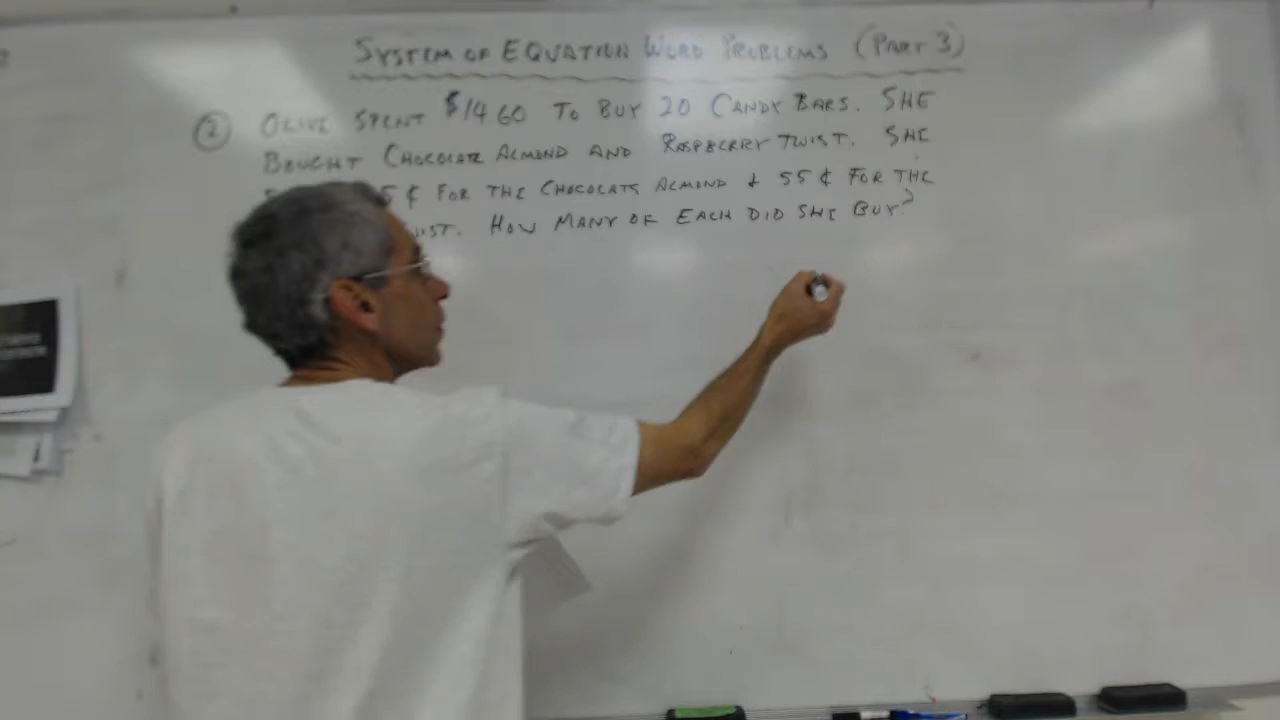 SYSTEM OF EQUATION WORD PROBLEMS (PART 3)
② OLIVE SPENT $14.60 TO BUY 20 CANDY BARS. SHE
BOUGHT CHOCOLATE ALMOND AND RASPBERRY TWIST. SHE
5¢ FOR THE CHOCOLATE ALMOND + 55¢ FOR THE
IST. HOW MANY OF EACH DID SHE BUY?